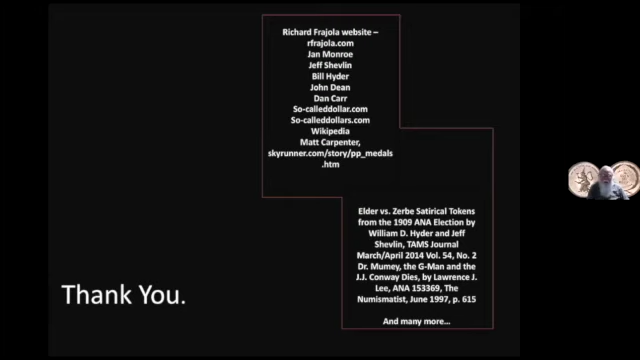 Richard Frajola website –
rfrajola.com
Jan Monroe
Jeff Shevlin
Bill Hyder
John Dean
Dan Carr
So-calleddollar.com
So-calleddollars.com
Wikipedia
Matt Carpenter,
skyrunner.com/story/pp_medals
.htm
Elder vs. Zerbe Satirical Tokens
from the 1909 ANA Election by
William D. Hyder and Jeff
Shevlin, TAMS Journal
March/April 2014 Vol. 54, No. 2
Dr. Mumey, the G-Man and the
J.J. Conway Dies, by Lawrence J.
Lee, ANA 153369, The
Numismatist, June 1997, p. 615
And many more...
Thank You.